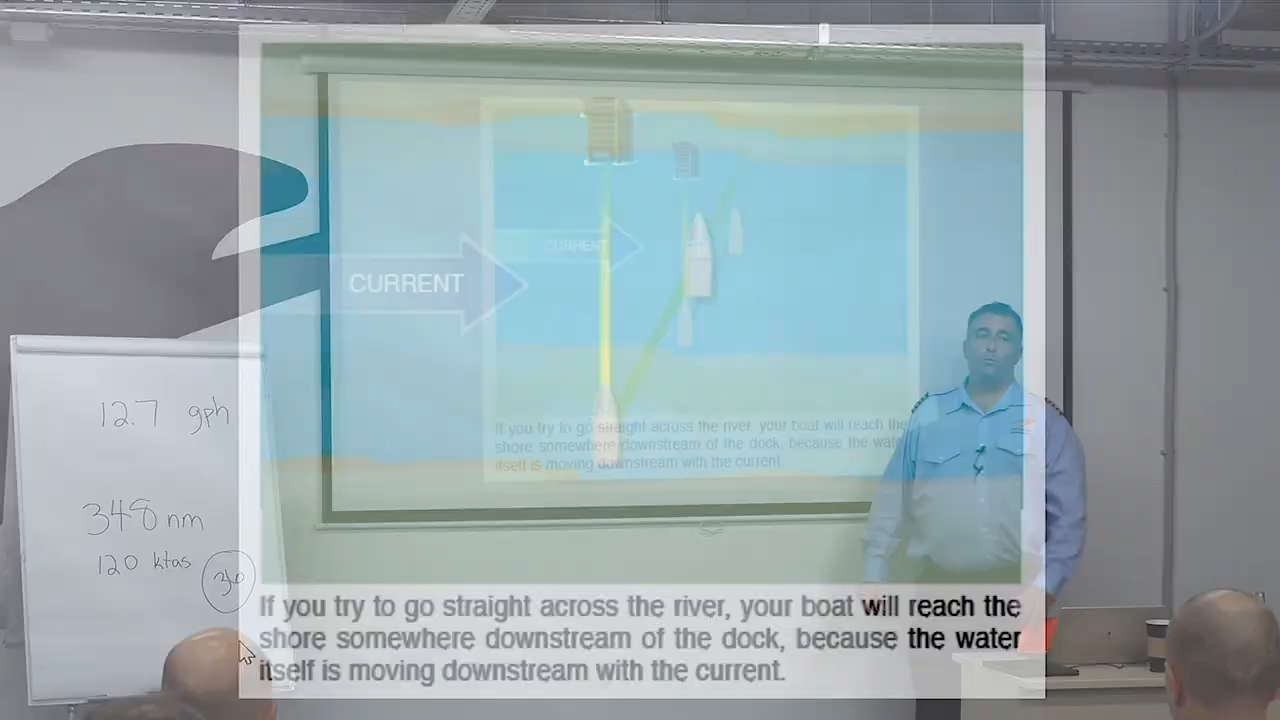 CURRENT
CURRENT
If you try to go straight across the river, your boat will reach the
shore somewhere downstream of the dock, because the water
itself is moving downstream with the current.
12.7 gph
348 nm
120 ktas
If you try to go straight across the river, your boat will reach the
shore somewhere downstream of the dock, because the water
itself is moving downstream with the current.